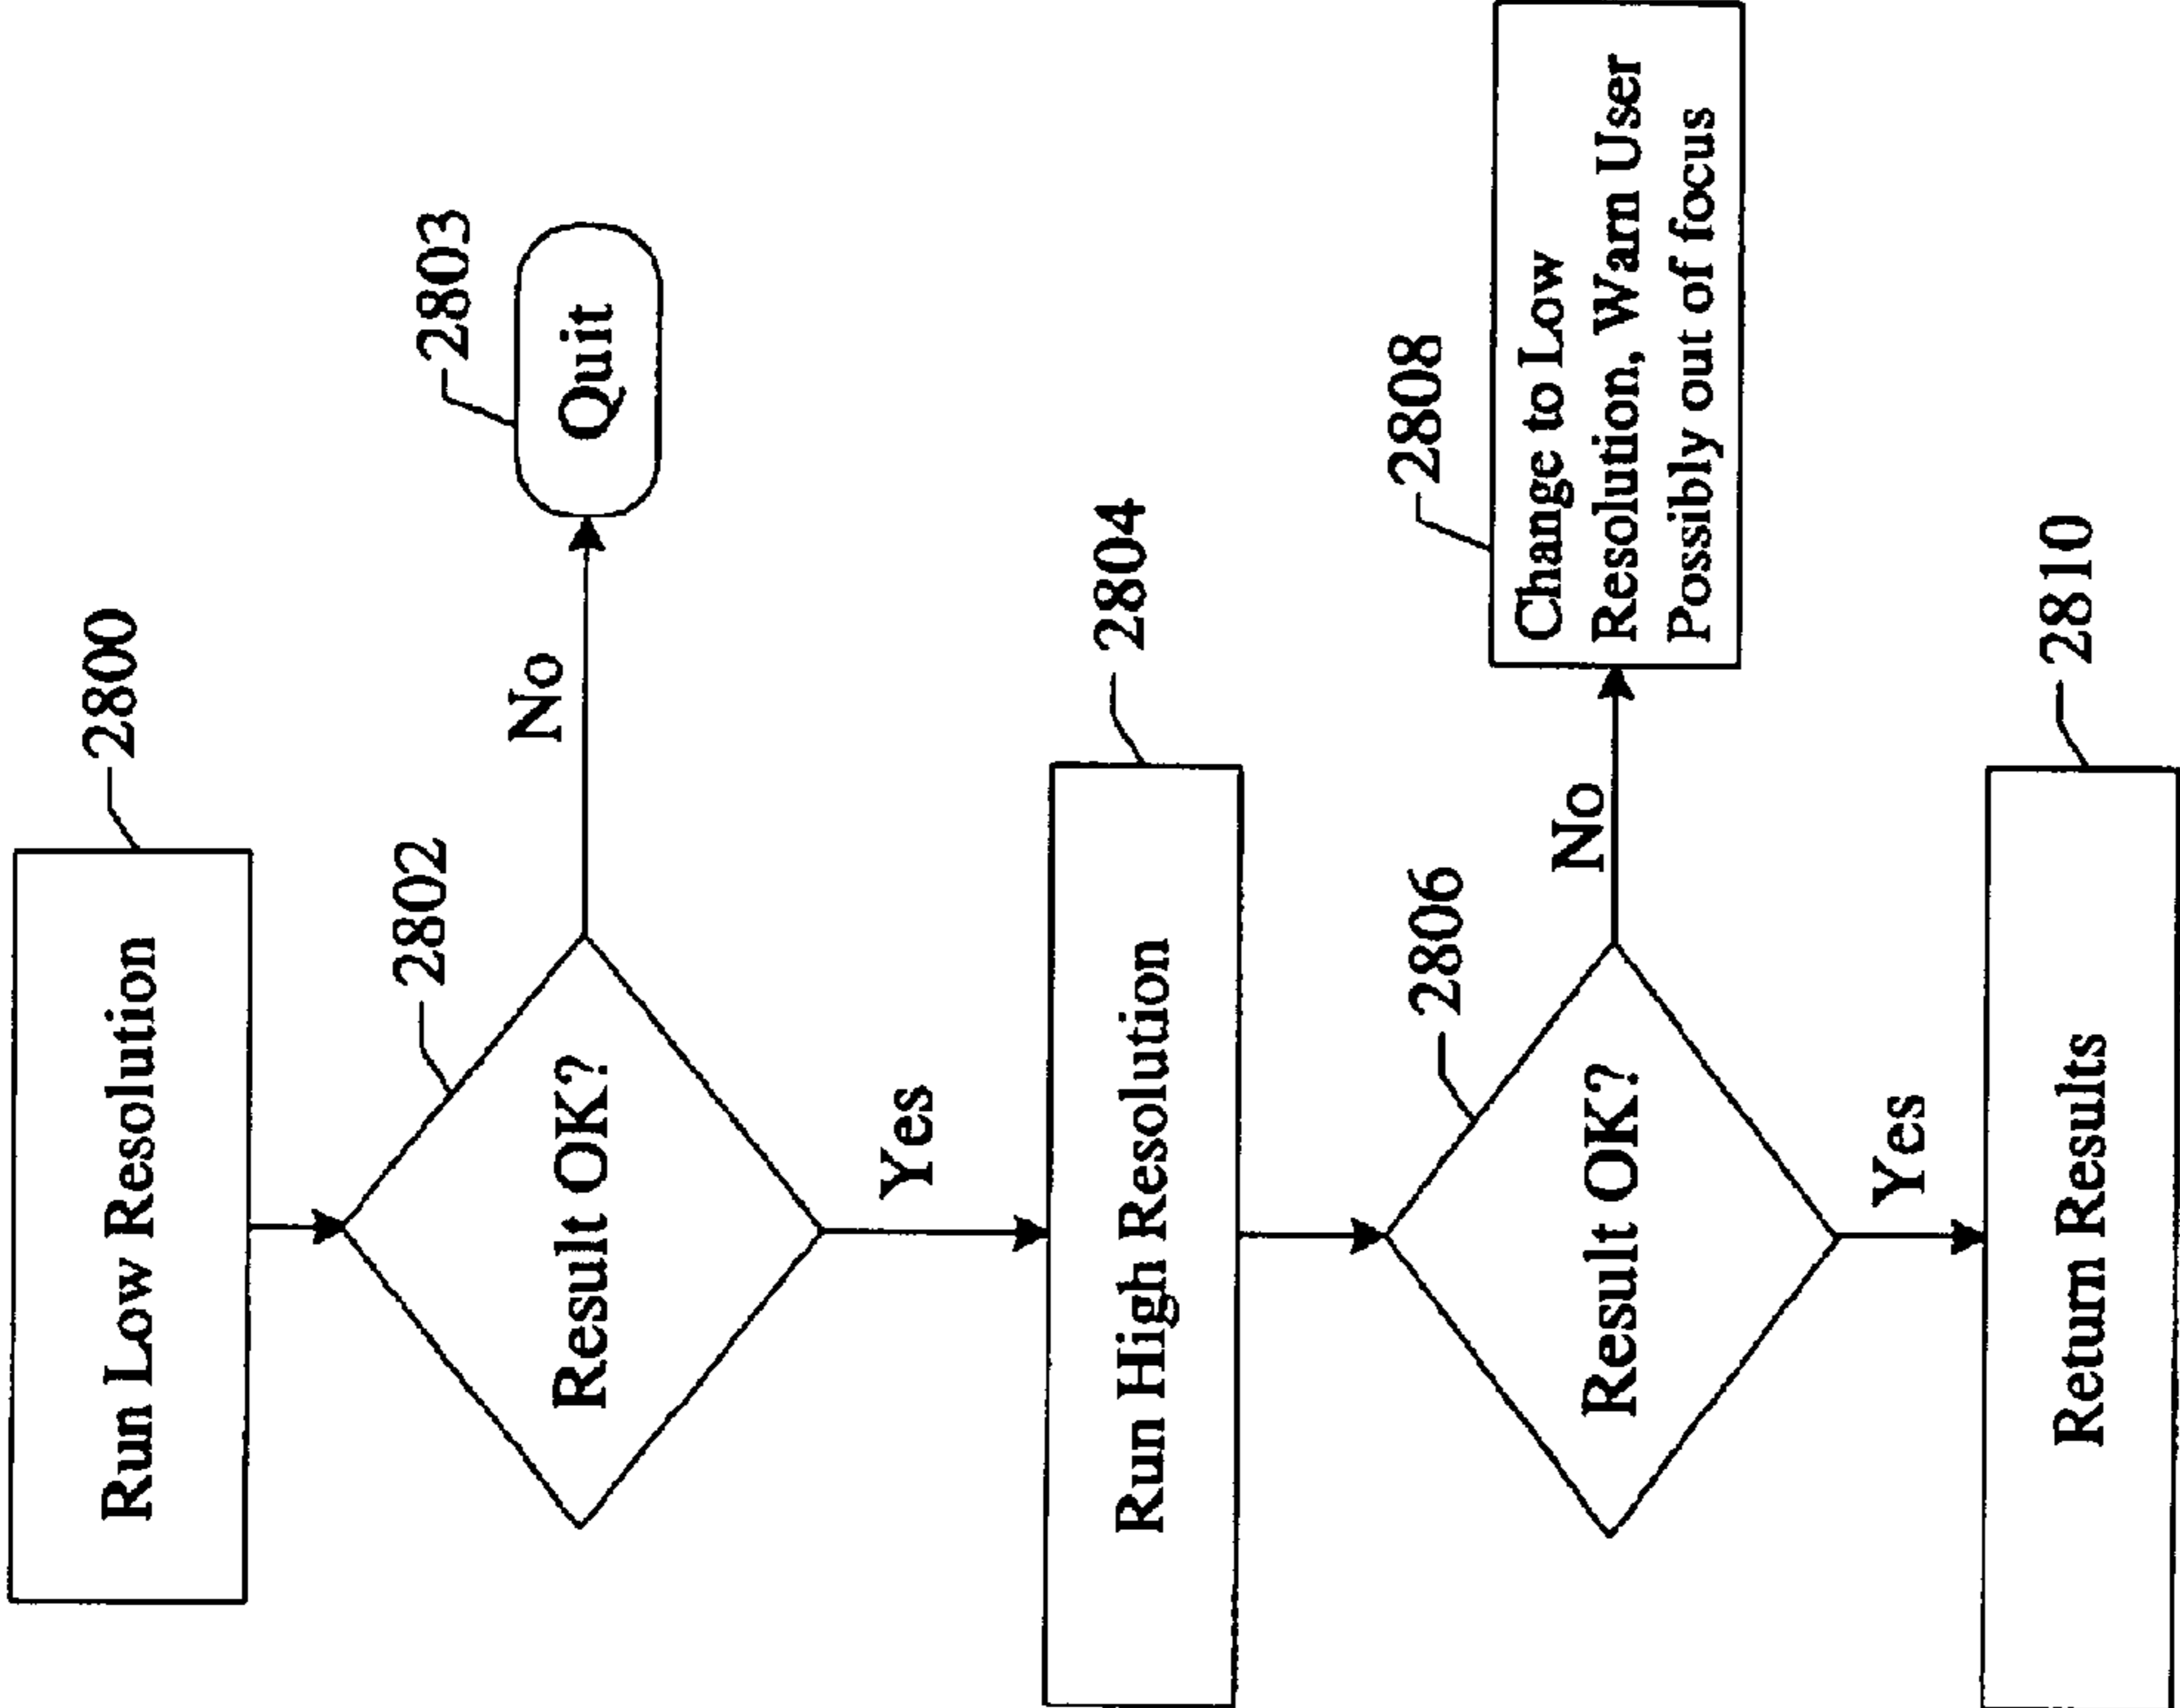 2800
Run Low Resolution
2802
Result OK?
No
2803
Quit
Yes
2804
Run High Resolution
2806
Result OK?
No
2808
Change to Low
Resolution, Warn User
Possibly out of focus
Yes
2810
Return Results